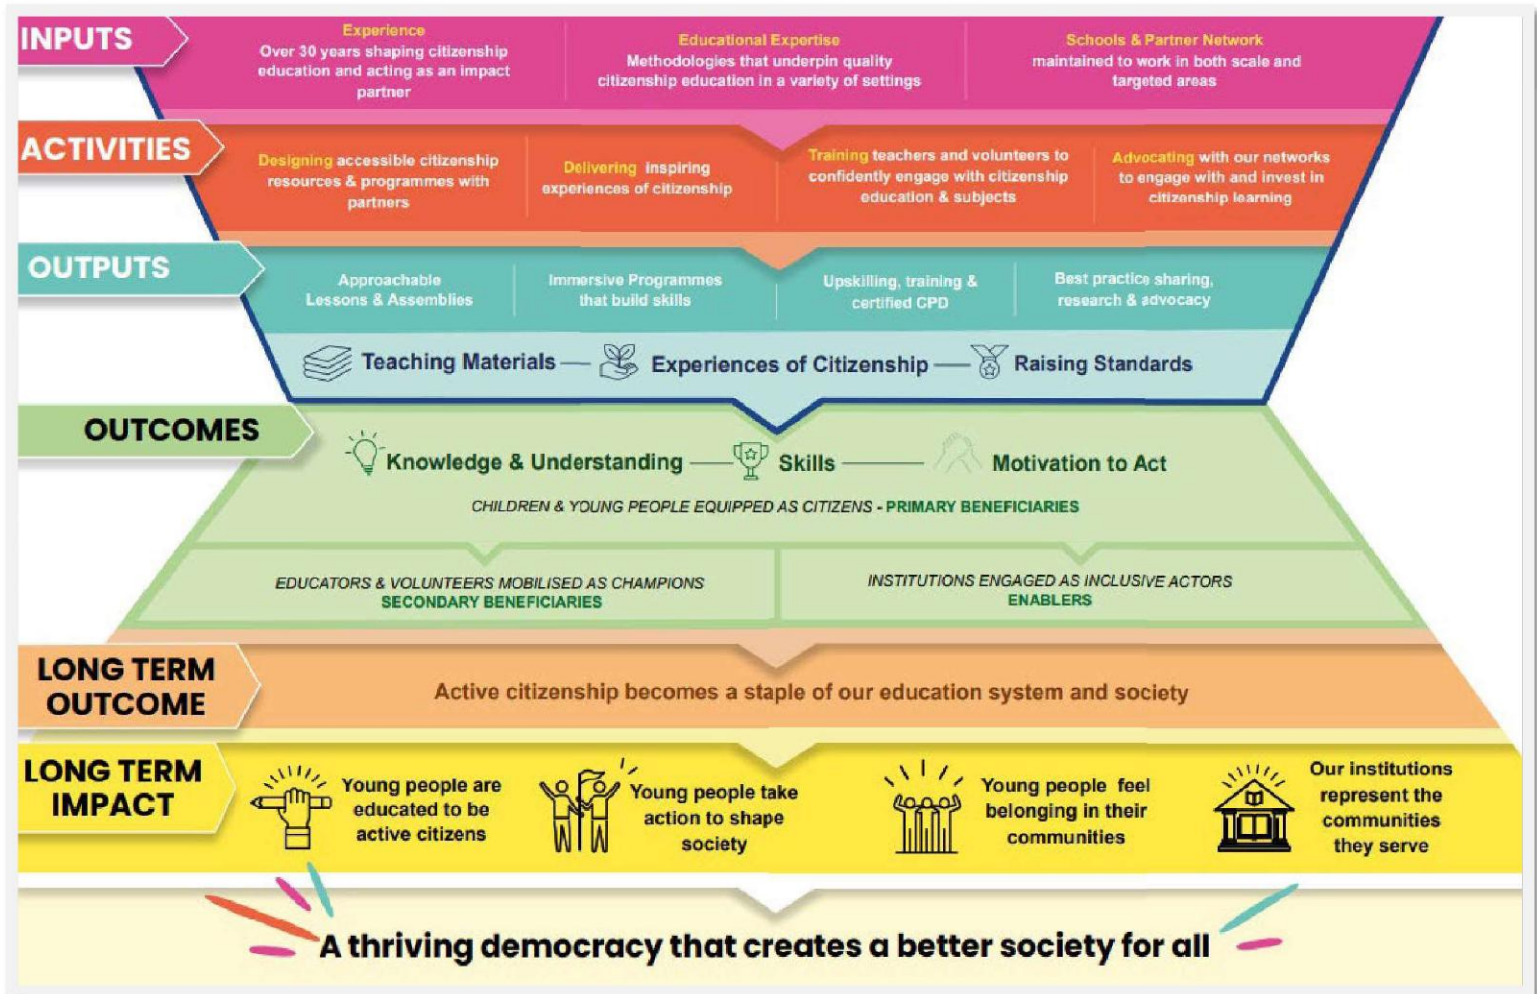 INPUTS
Experience
Over 30 years shaping citizenship
education and acting as an impact
partner
Educational Expertise
Methodologies that underpin quality
citizenship education in a variety of settings
Schools & Partner Network
maintained to work in both scale and
targeted areas
ACTIVITIES
Designing accessible citizenship
resources & programmes with
partners
Delivering inspiring
experiences of citizenship
Training teachers and volunteers to
confidently engage with citizenship
education & subjects
Advocating with our networks
to engage with and invest in
citizenship learning
OUTPUTS
Approachable
Lessons & Assemblies
Immersive Programmes
that build skills
Upskilling, training &
certified CPD
Best practice sharing,
research & advocacy
Teaching Materials
Experiences of Citizenship
Raising Standards
OUTCOMES
Knowledge & Understanding
Skills
Motivation to Act
CHILDREN & YOUNG PEOPLE EQUIPPED AS CITIZENS - PRIMARY BENEFICIARIES
EDUCATORS & VOLUNTEERS MOBILISED AS CHAMPIONS
SECONDARY BENEFICIARIES
INSTITUTIONS ENGAGED AS INCLUSIVE ACTORS
ENABLERS
LONG TERM
OUTCOME
Active citizenship becomes a staple of our education system and society
LONG TERM
IMPACT
Young people are
educated to be
active citizens
Young people take
action to shape
society
Young people feel
belonging in their
communities
Our institutions
represent the
communities
they serve
A thriving democracy that creates a better society for all